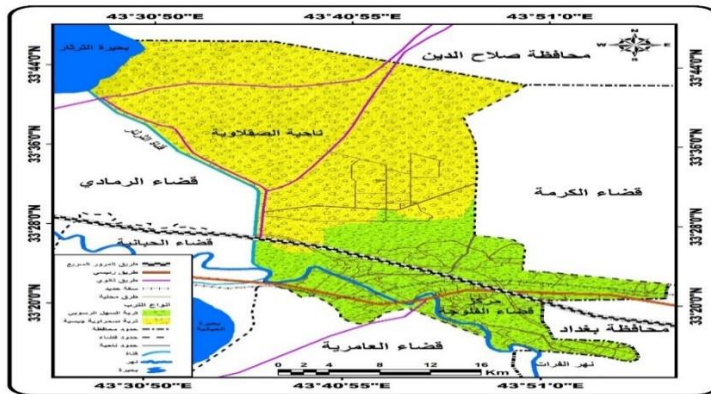 43°30'50"E 43°40'55"E 43°51'0"E
N
W E
S
بحيرة الثرثار
محافظة صلاح الدين
33°44'0"N
33°44'0"N
ناحية الصقلاوية
قناة الثرثار
33°36'0"N
33°36'0"N
قضاء الرمادي
قضاء الكرمة
33°28'0"N
33°28'0"N
قضاء الحبانية
طريق المرور السريع
طريق رئيسي
طريق ثانوي
سكة حديد
طرق محلية
أنواع الترب
تربة السهل الرسوبي
تربة صحراوية جبسية
حدود محافظة
حدود قضاء
حدود ناحية
قناة
نهر
بحيرة
بحيرة الحبانية
33°20'0"N
33°20'0"N
قضاء الفلوجة
محافظة بغداد
قضاء العامرية
نهر الفرات
0 2 4 8 12 16
Km
43°30'50"E 43°40'55"E 43°51'0"E